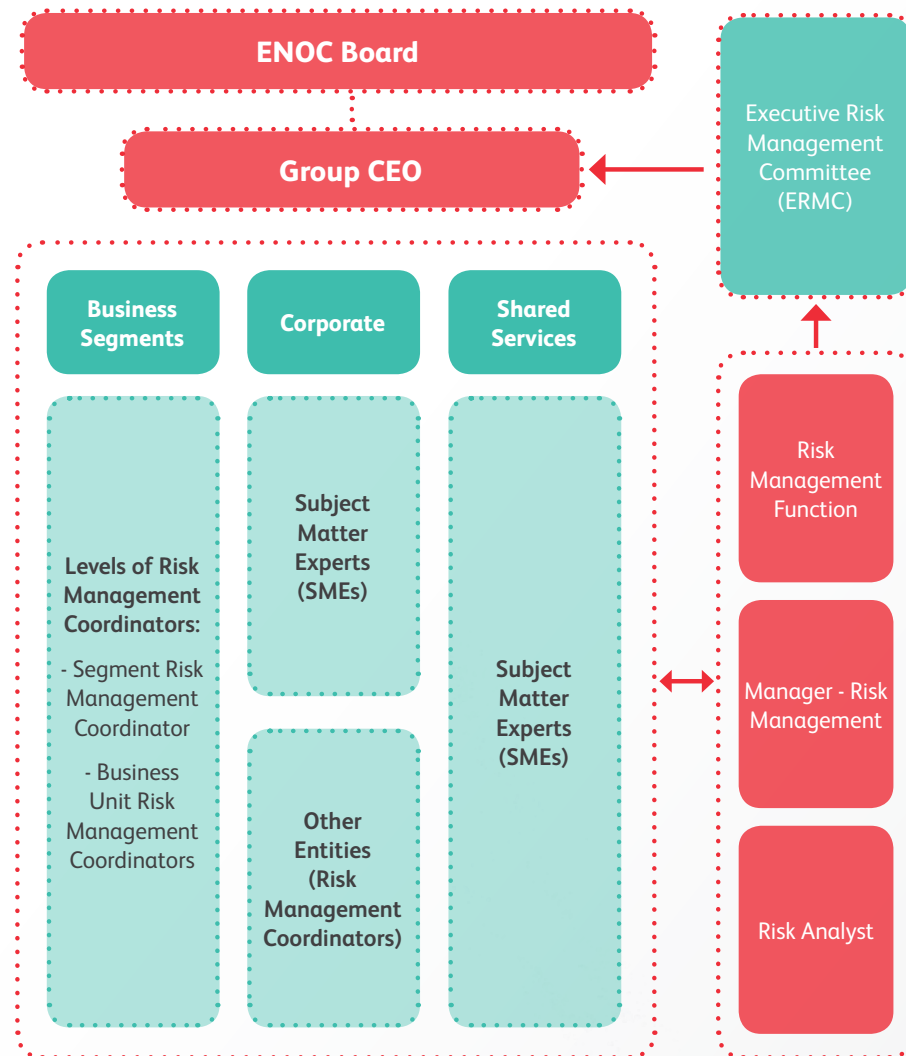 ENOC Board
Group CEO
Executive Risk
Management
Committee
(ERMC)
Business
Segments
Corporate
Shared
Services
Levels of Risk
Management
Coordinators:
- Segment Risk
Management
Coordinator
- Business
Unit Risk
Management
Coordinators
Subject
Matter
Experts
(SMEs)
Other
Entities
(Risk
Management
Coordinators)
Subject
Matter
Experts
(SMEs)
Risk
Management
Function
Manager - Risk
Management
Risk Analyst